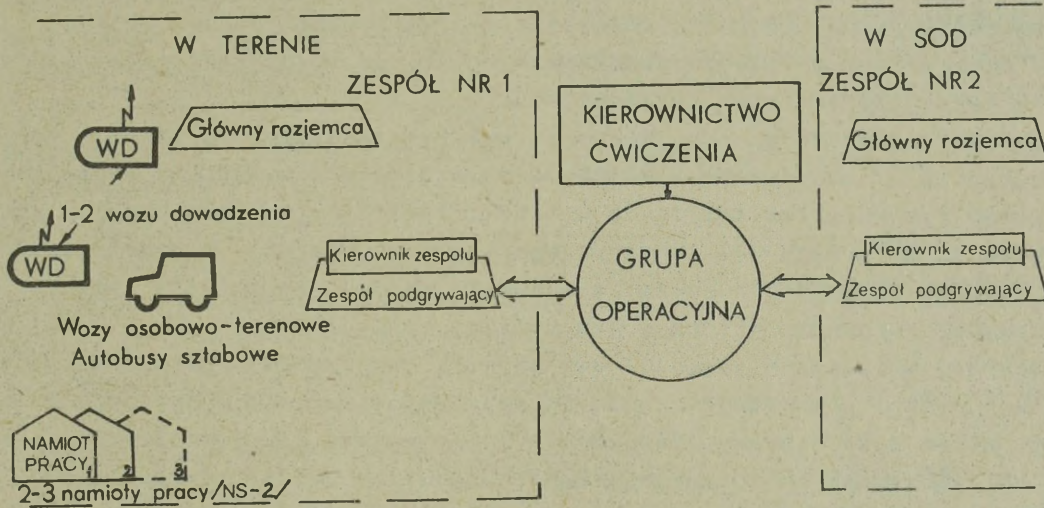 W TERENIE
ZESPÓŁ NR 1
WD
Główny rozjemca
1-2 wozu dowodzenia
WD
Wozy osobowo-terenowe
Autobusy sztabowe
Kierownik zespołu
Zespół podgrywający
NAMIOT
PRACY
1
2
3
2-3 namioty pracy /NS-2/
KIEROWNICTWO
ĆWICZENIA
GRUPA
OPERACYJNA
W SOD
ZESPÓŁ NR2
Główny rozjemca
Kierownik zespołu
Zespół podgrywający